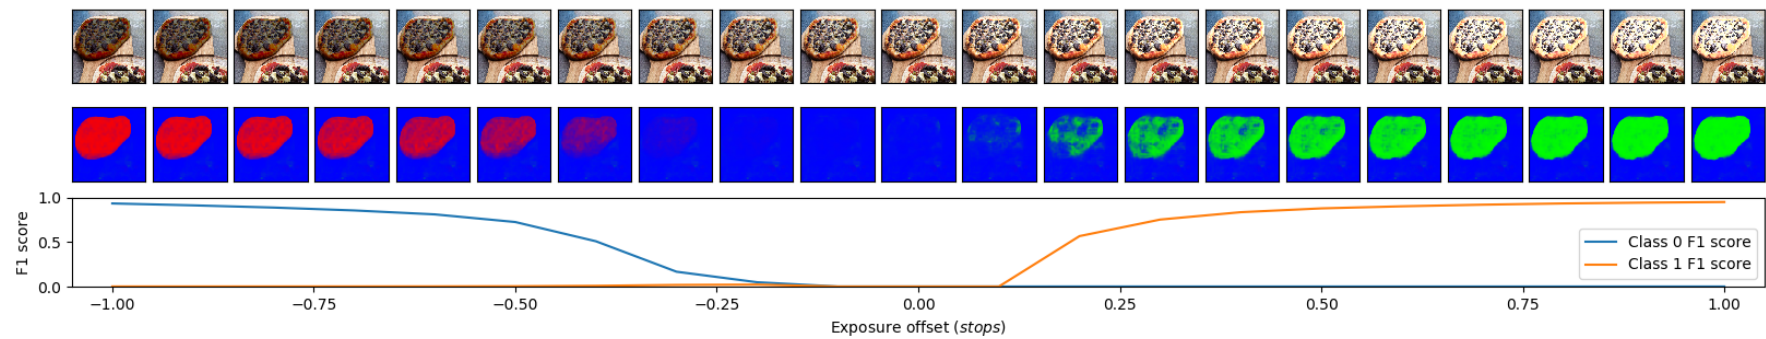 1.0
0.5
0.0
F1 score
Class 0 F1 score
Class 1 F1 score
−1.00 −0.75 −0.50 −0.25 0.00 0.25 0.50 0.75 1.00
Exposure offset (stops)